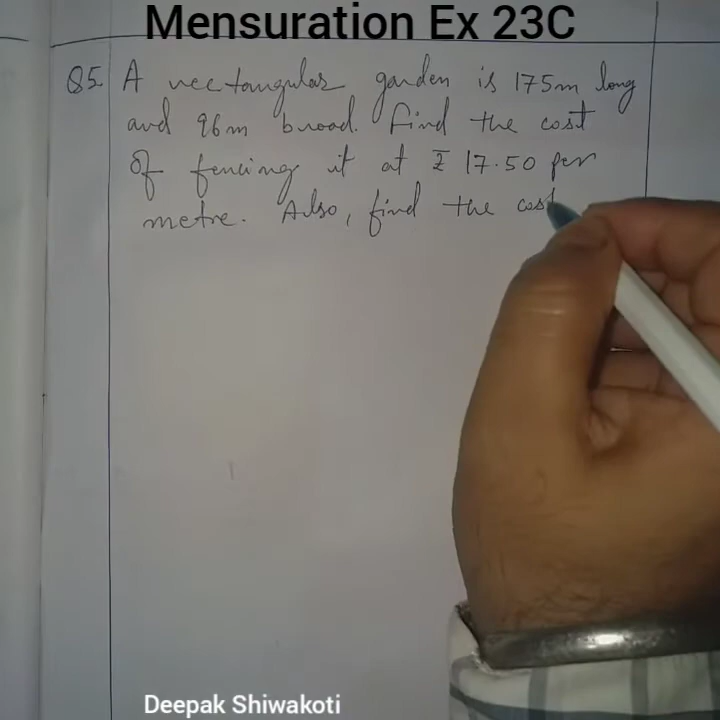 Mensuration Ex 23C
Q5. A rectangular garden is 175m long
and 96m broad. Find the cost
of fencing it at ₹ 17.50 per
metre. Also, find the cost
Deepak Shiwakoti